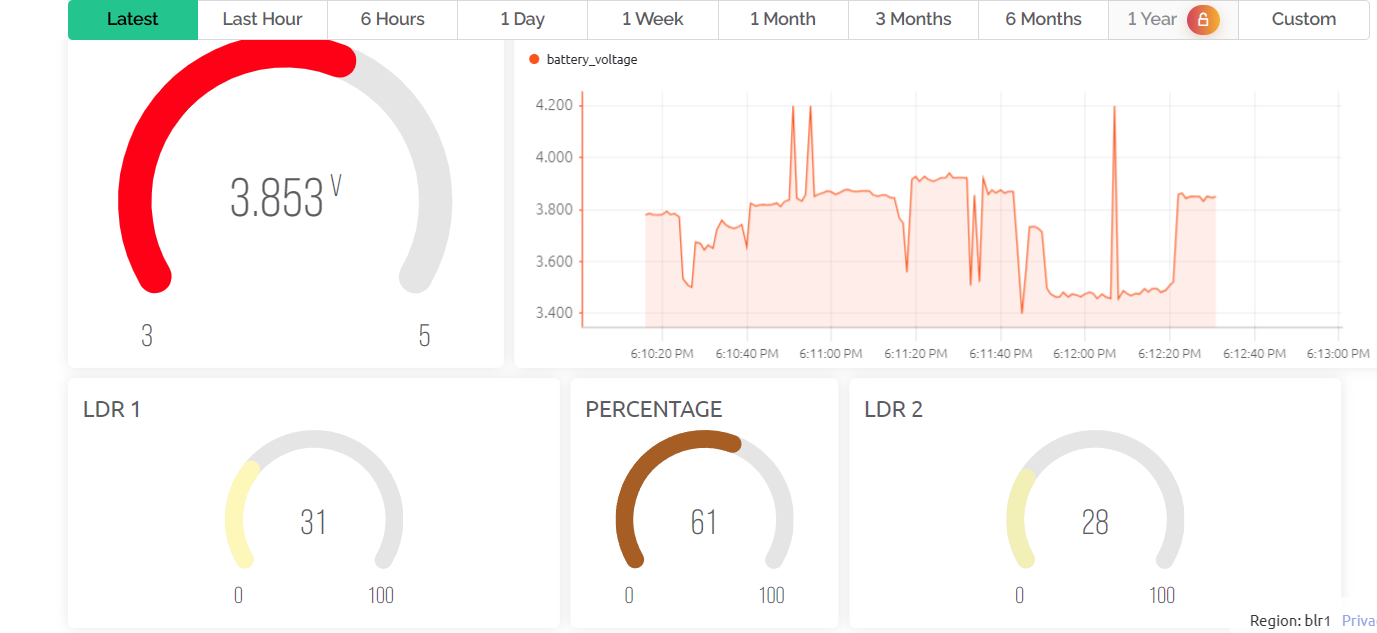 Latest Last Hour 6 Hours 1 Day 1 Week 1 Month 3 Months 6 Months 1 Year Custom
battery_voltage
3.853 V
3 5
4.200
4.000
3.800
3.600
3.400
6:10:20 PM 6:10:40 PM 6:11:00 PM 6:11:20 PM 6:11:40 PM 6:12:00 PM 6:12:20 PM 6:12:40 PM 6:13:00 PM
LDR 1
31
0 100
PERCENTAGE
61
0 100
LDR 2
28
0 100
Region: blr1 Priva